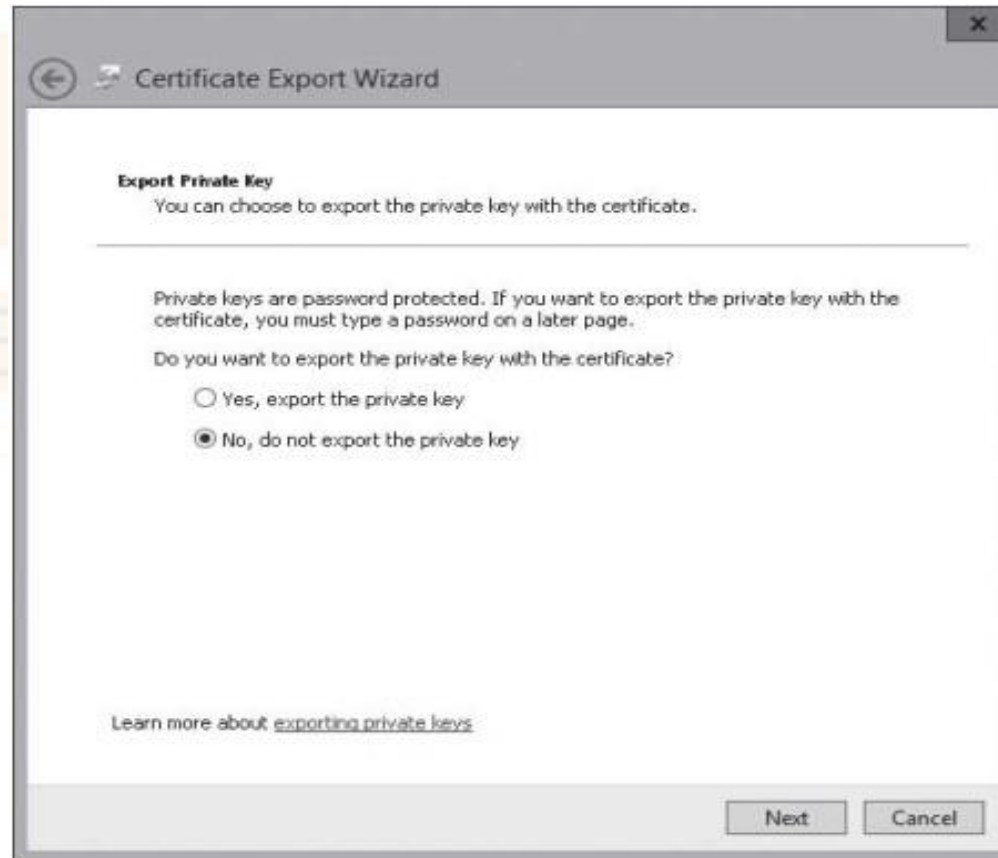 Certificate Export Wizard
Export Private Key
You can choose to export the private key with the certificate.
Private keys are password protected. If you want to export the private key with the
certificate, you must type a password on a later page.
Do you want to export the private key with the certificate?
Yes, export the private key
No, do not export the private key
Learn more about exporting private keys
Next Cancel